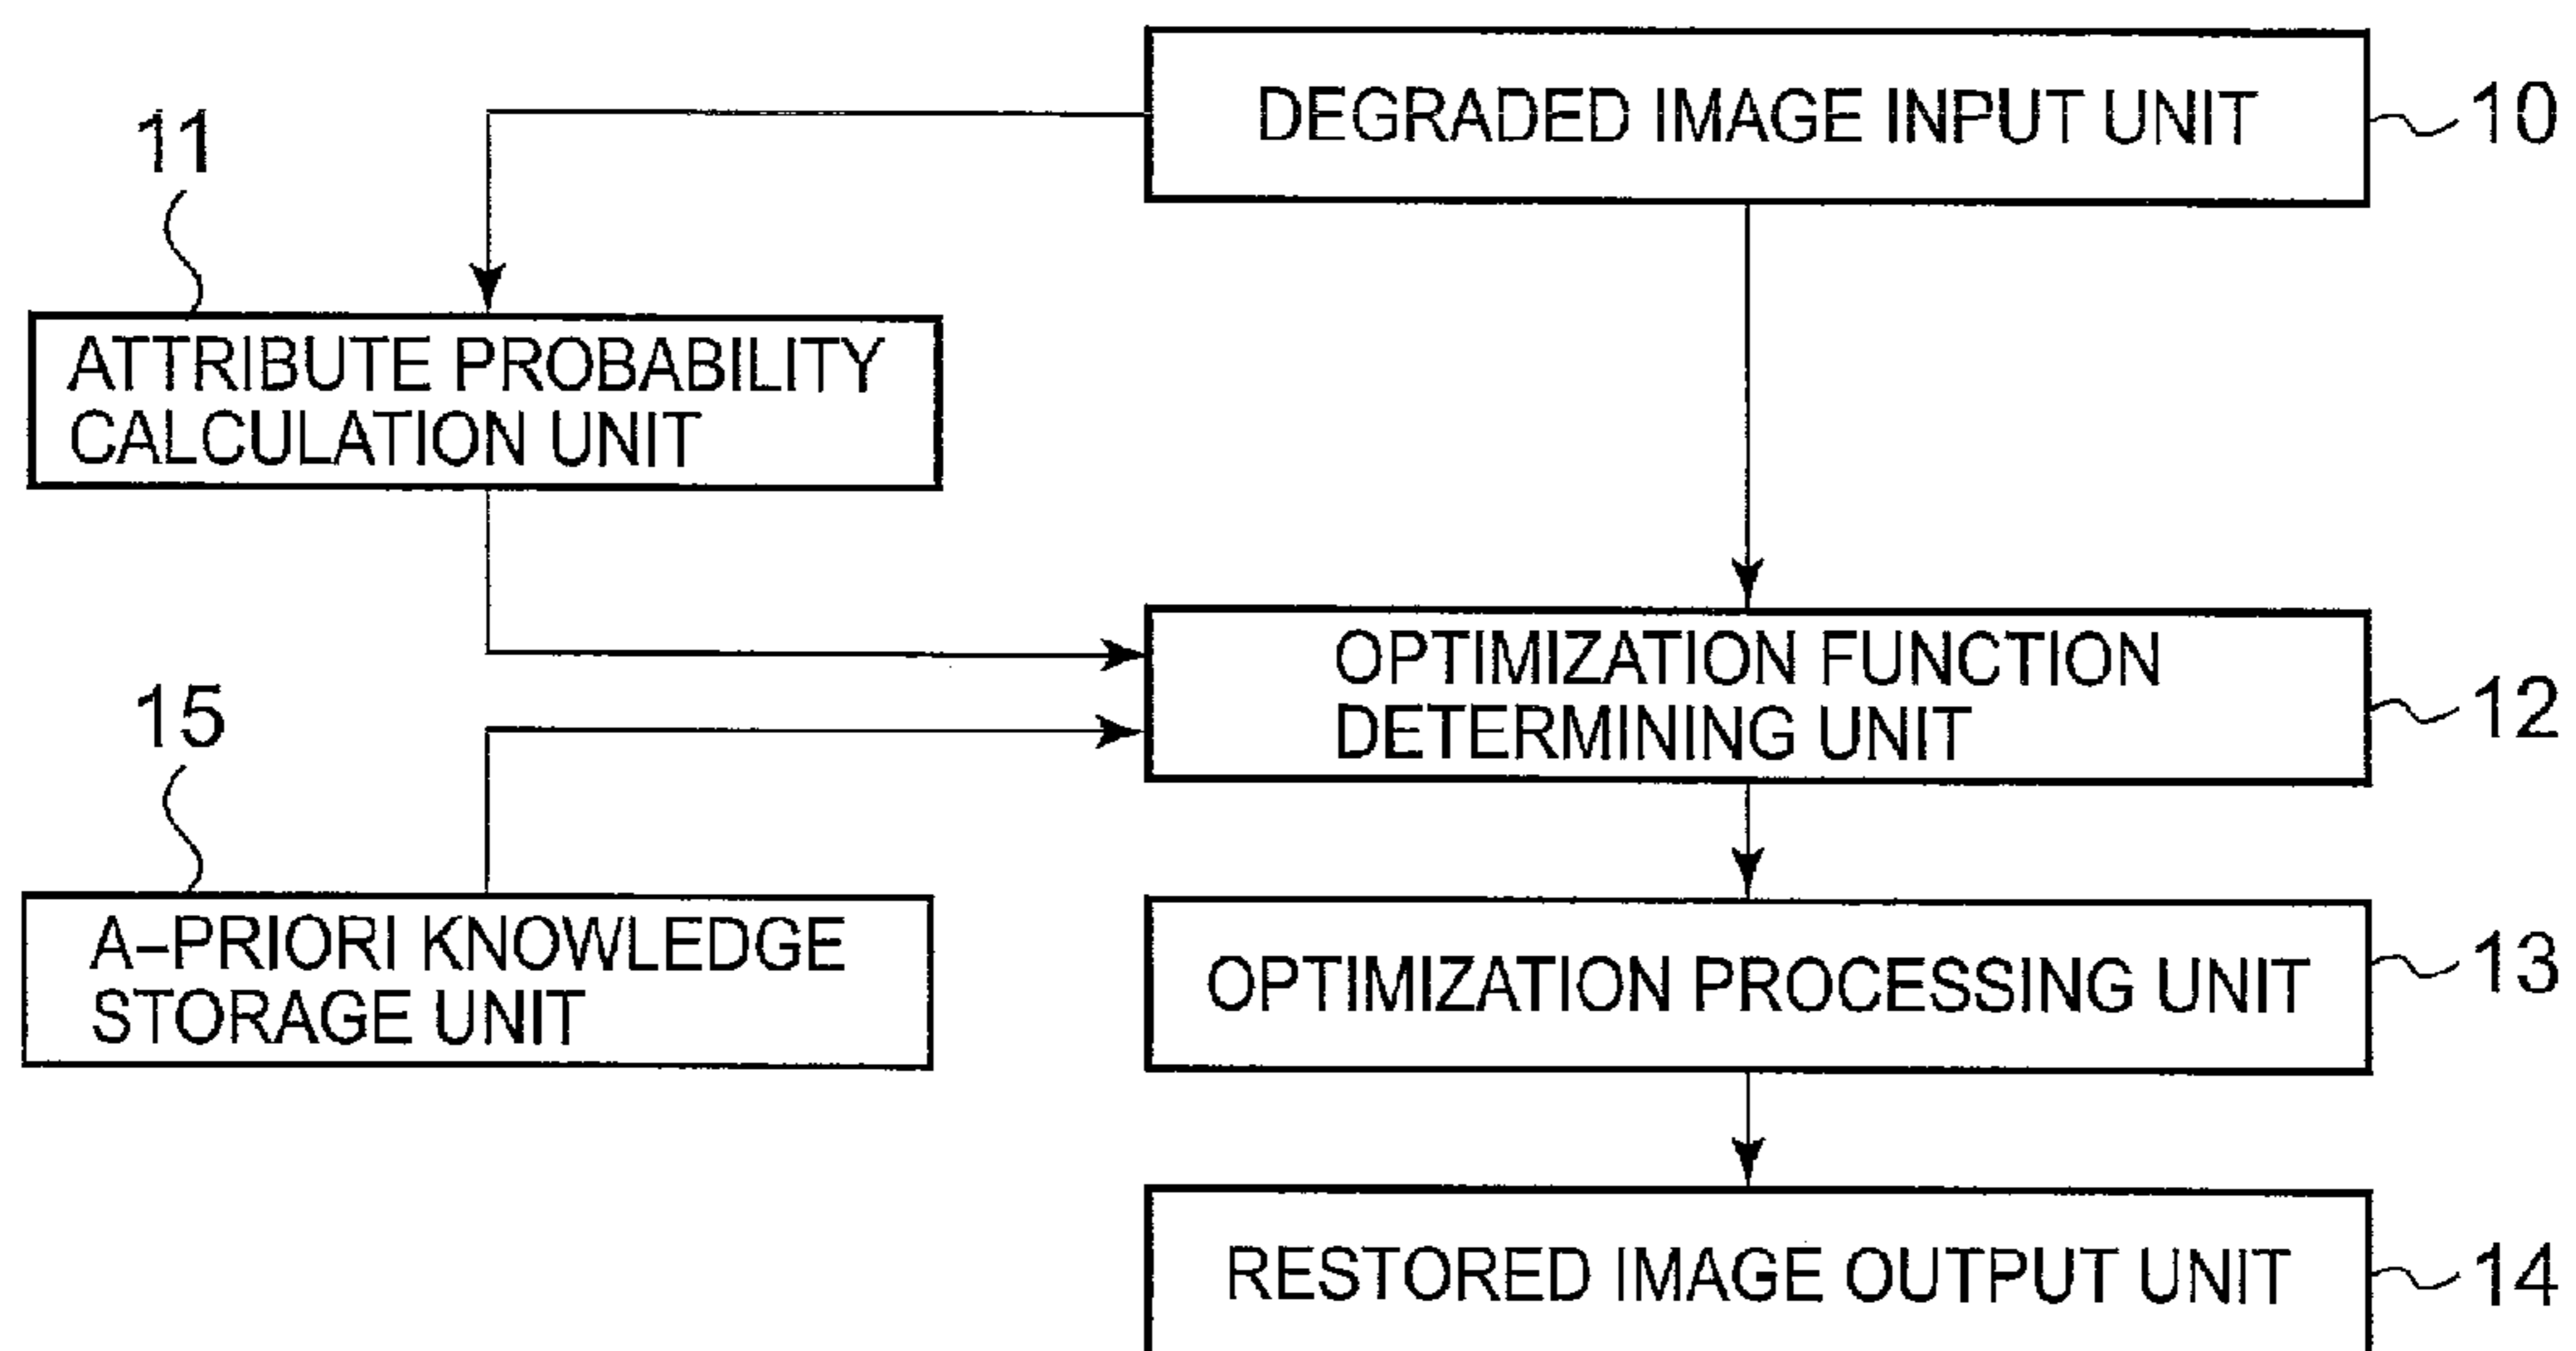 DEGRADED IMAGE INPUT UNIT
10
11
ATTRIBUTE PROBABILITY
CALCULATION UNIT
OPTIMIZATION FUNCTION
DETERMINING UNIT
12
15
A-PRIORI KNOWLEDGE
STORAGE UNIT
OPTIMIZATION PROCESSING UNIT
13
RESTORED IMAGE OUTPUT UNIT
14